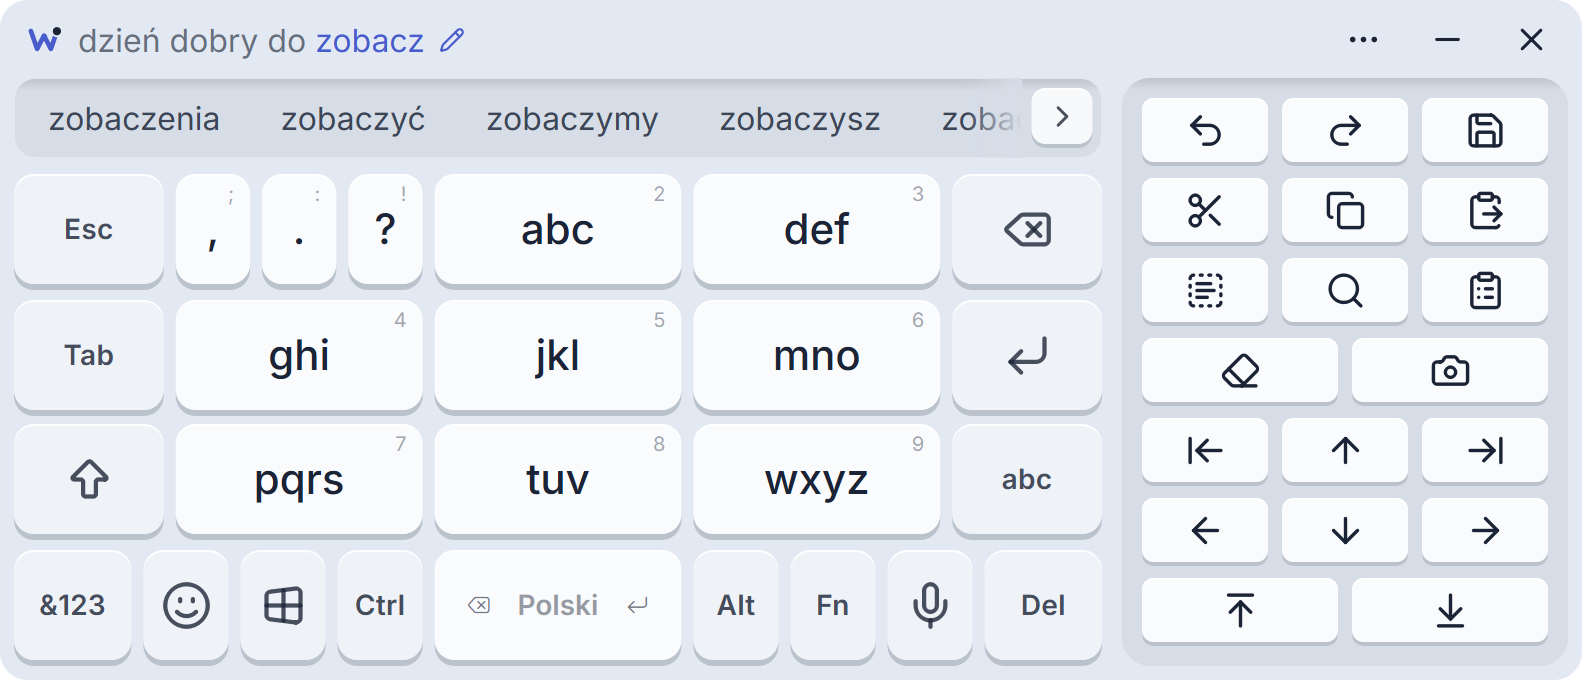 dzień dobry do zobacz
zobaczenia zobaczyć zobaczymy zobaczysz
Esc , ; . : ? ! abc 2 def 3
Tab ghi 4 jkl 5 mno 6
pqrs 7 tuv 8 wxyz 9 abc
&123 Ctrl Polski Alt Fn Del